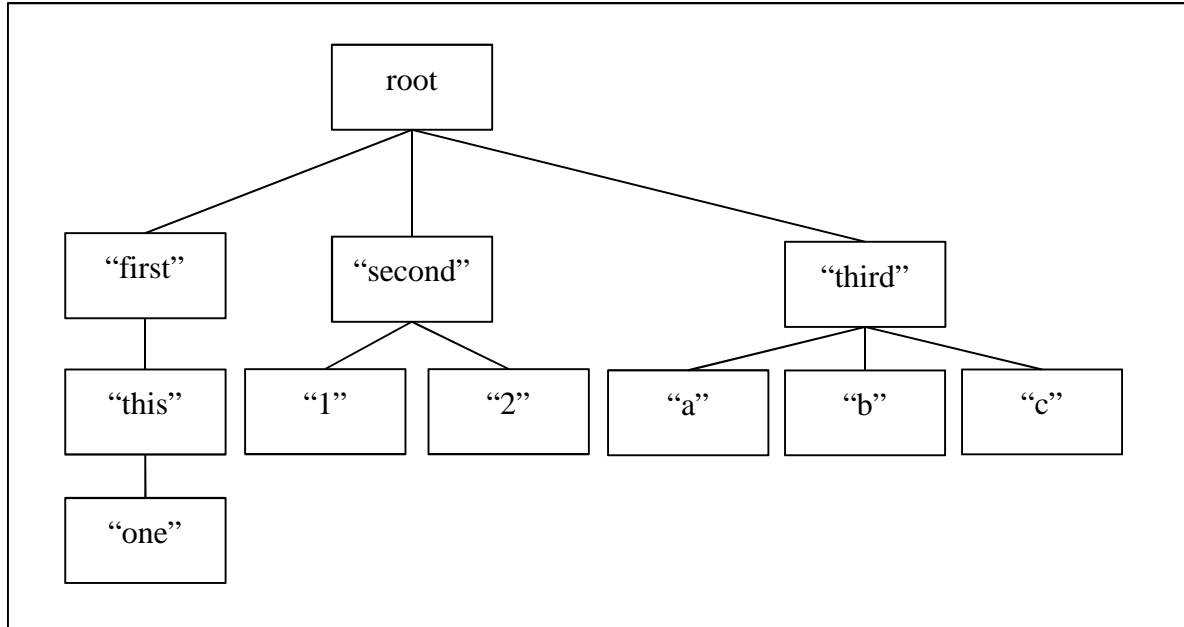 root
“first”
“second”
“third”
“this”
“1”
“2”
“a”
“b”
“c”
“one”